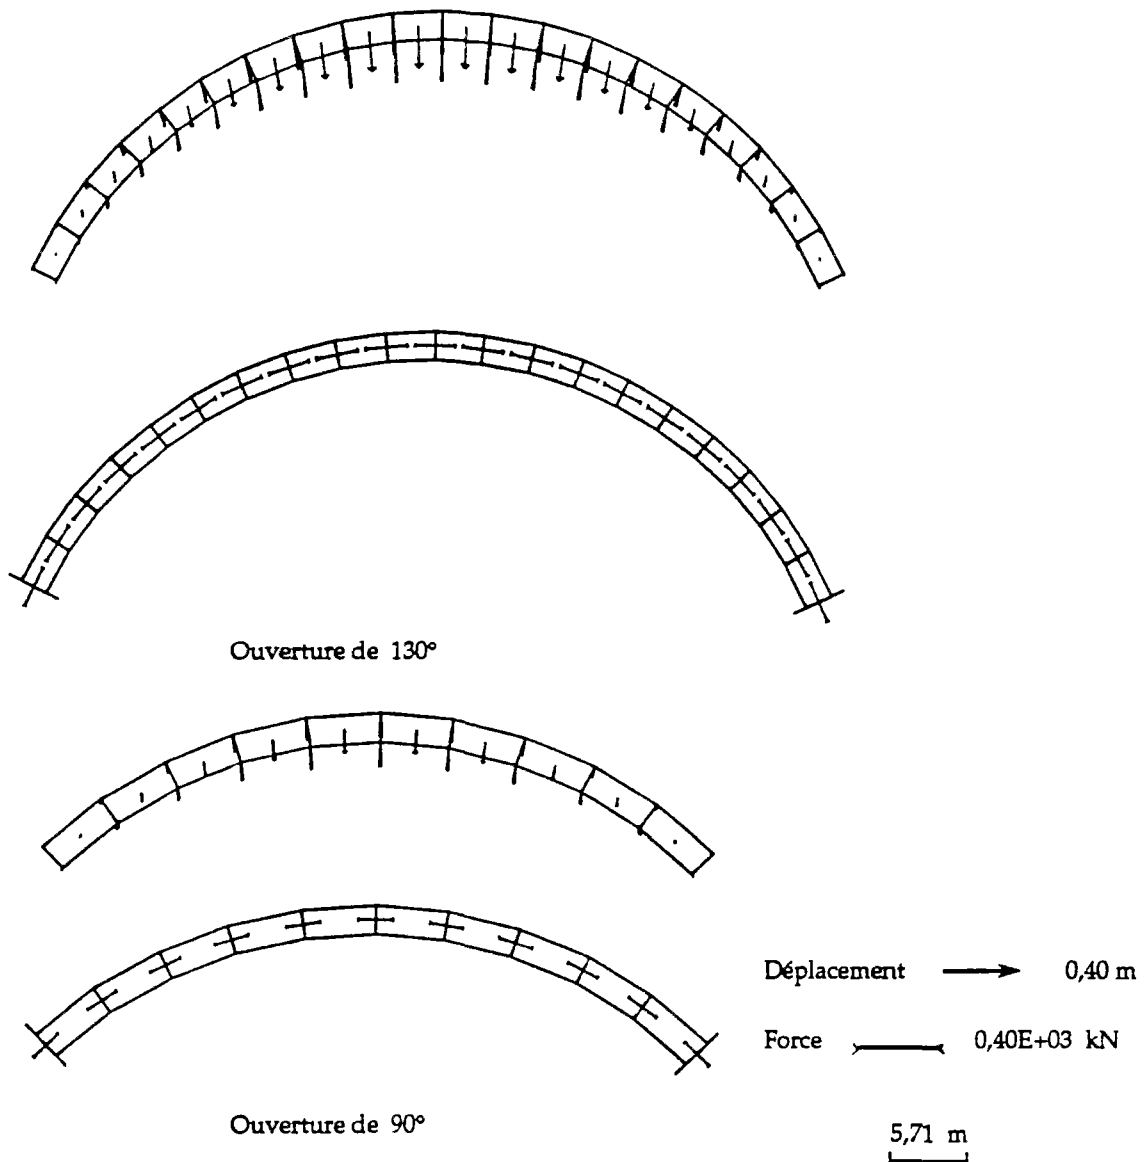 Ouverture de 130°
Déplacement 0,40 m
Force 0,40E+03 kN
Ouverture de 90°
5,71 m